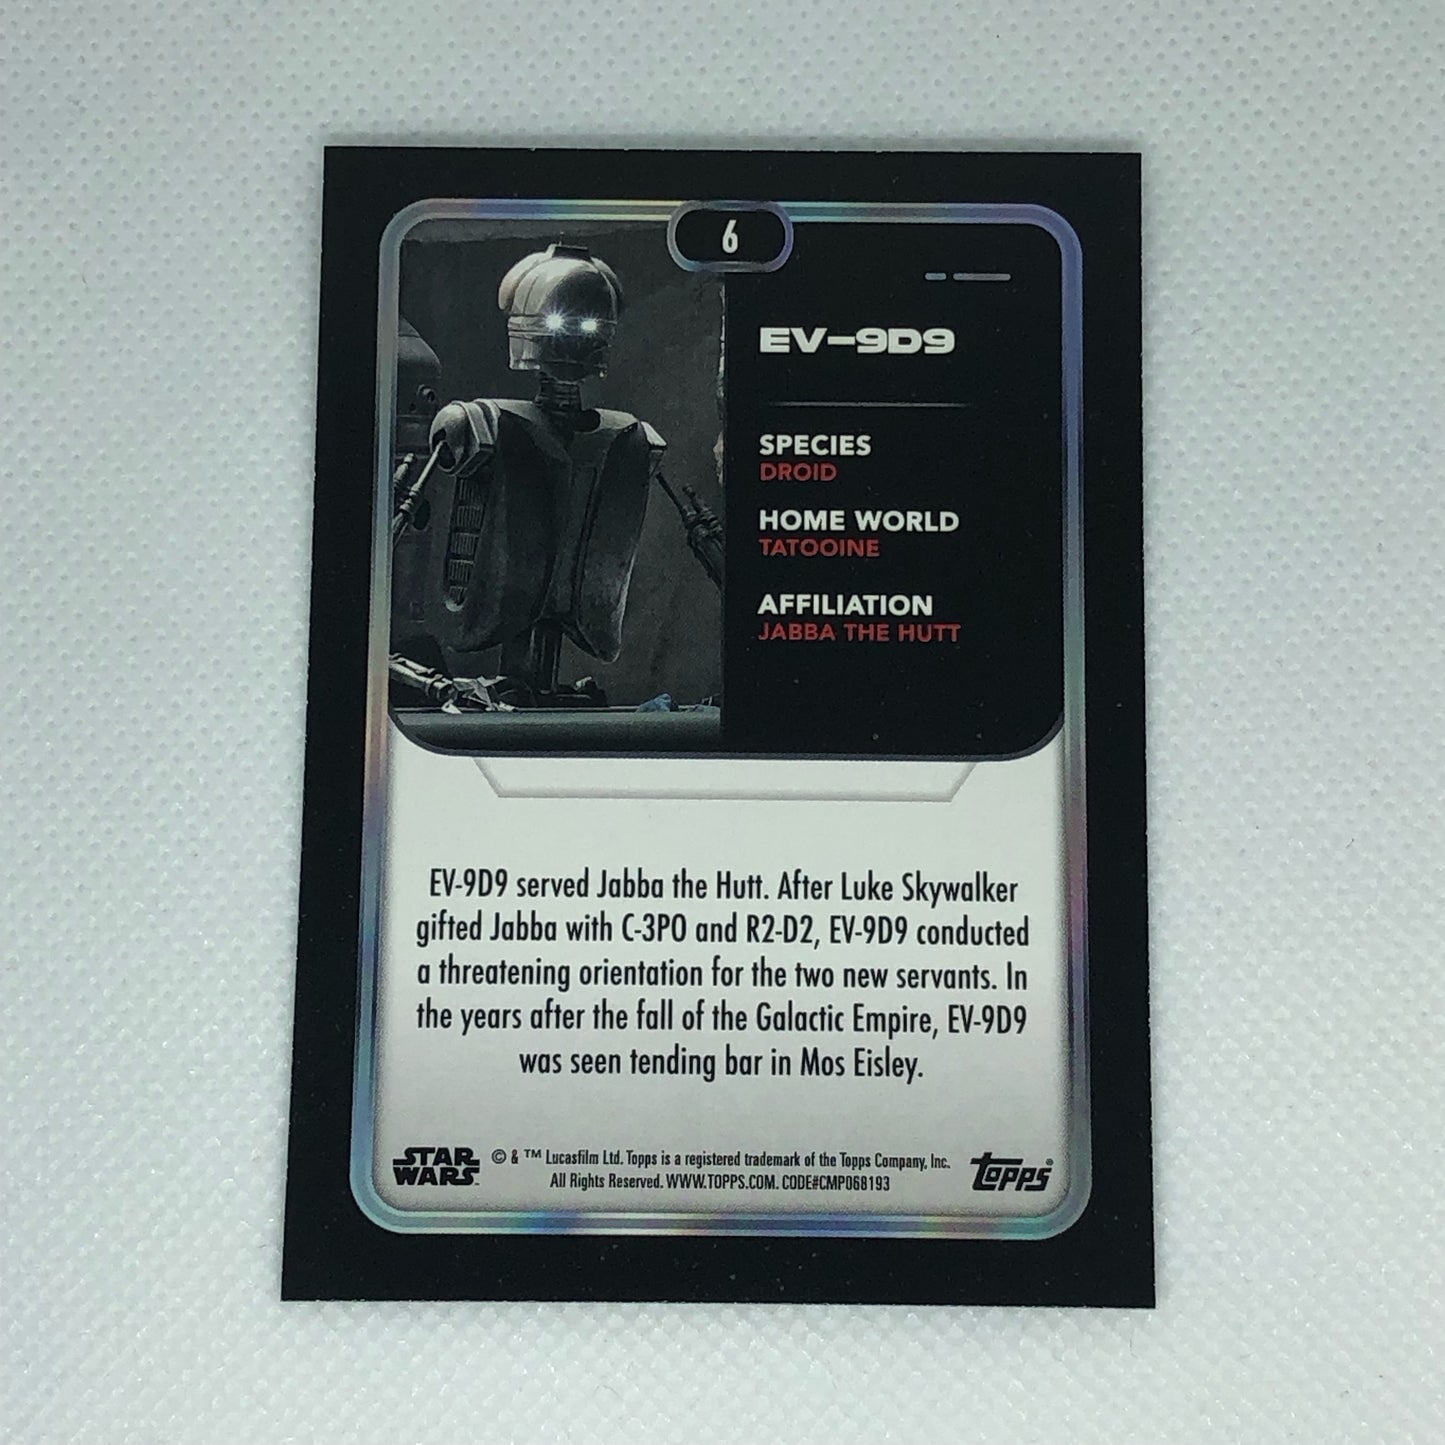 6
EV-9D9
SPECIES
DROID
HOME WORLD
TATOOINE
AFFILIATION
JABBA THE HUTT
EV-9D9 served Jabba the Hutt. After Luke Skywalker
gifted Jabba with C-3PO and R2-D2, EV-9D9 conducted
a threatening orientation for the two new servants. In
the years after the fall of the Galactic Empire, EV-9D9
was seen tending bar in Mos Eisley.
STAR
WARS
© & ™ Lucasfilm Ltd. Topps is a registered trademark of the Topps Company, Inc.
All Rights Reserved. WWW.TOPPS.COM. CODE#CMP068193
Topps®